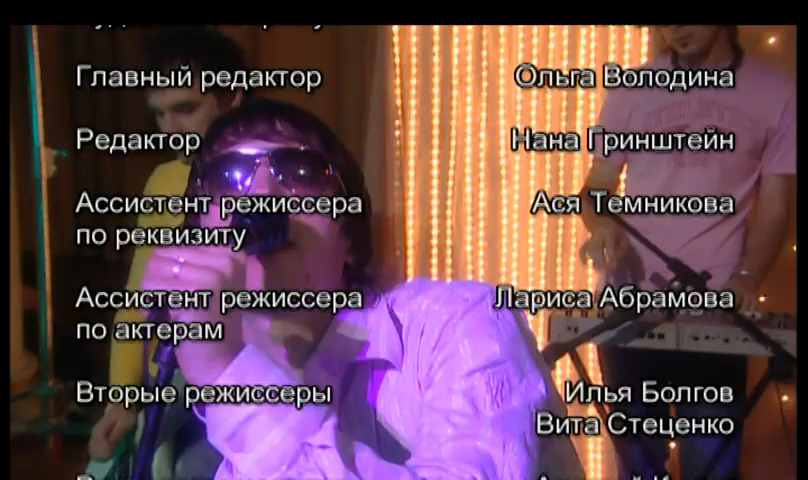 Главный редактор Ольга Володина
Редактор Нана Гринштейн
Ассистент режиссера Ася Темникова
по реквизиту
Ассистент режиссера Лариса Абрамова
по актерам
Вторые режиссеры Илья Болгов
Вита Стеценко